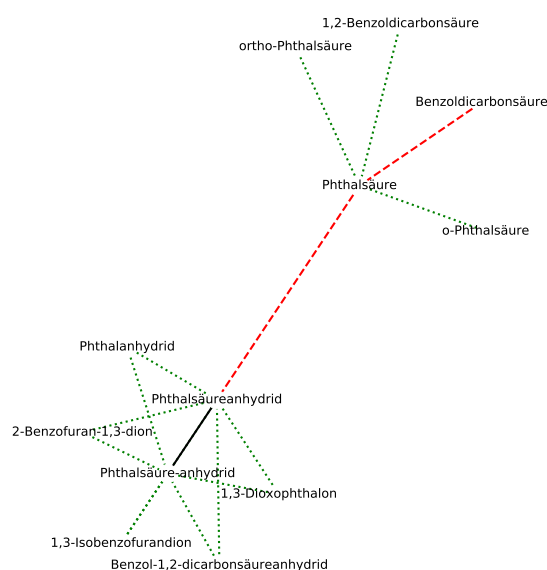 1,2-Benzoldicarbonsäure
ortho-Phthalsäure
Benzoldicarbonsäure
Phthalsäure
o-Phthalsäure
Phthalanhydrid
Phthalsäureanhydrid
2-Benzofuran-1,3-dion
Phthalsäure-anhydrid
1,3-Dioxophthalon
1,3-Isobenzofurandion
Benzol-1,2-dicarbonsäureanhydrid